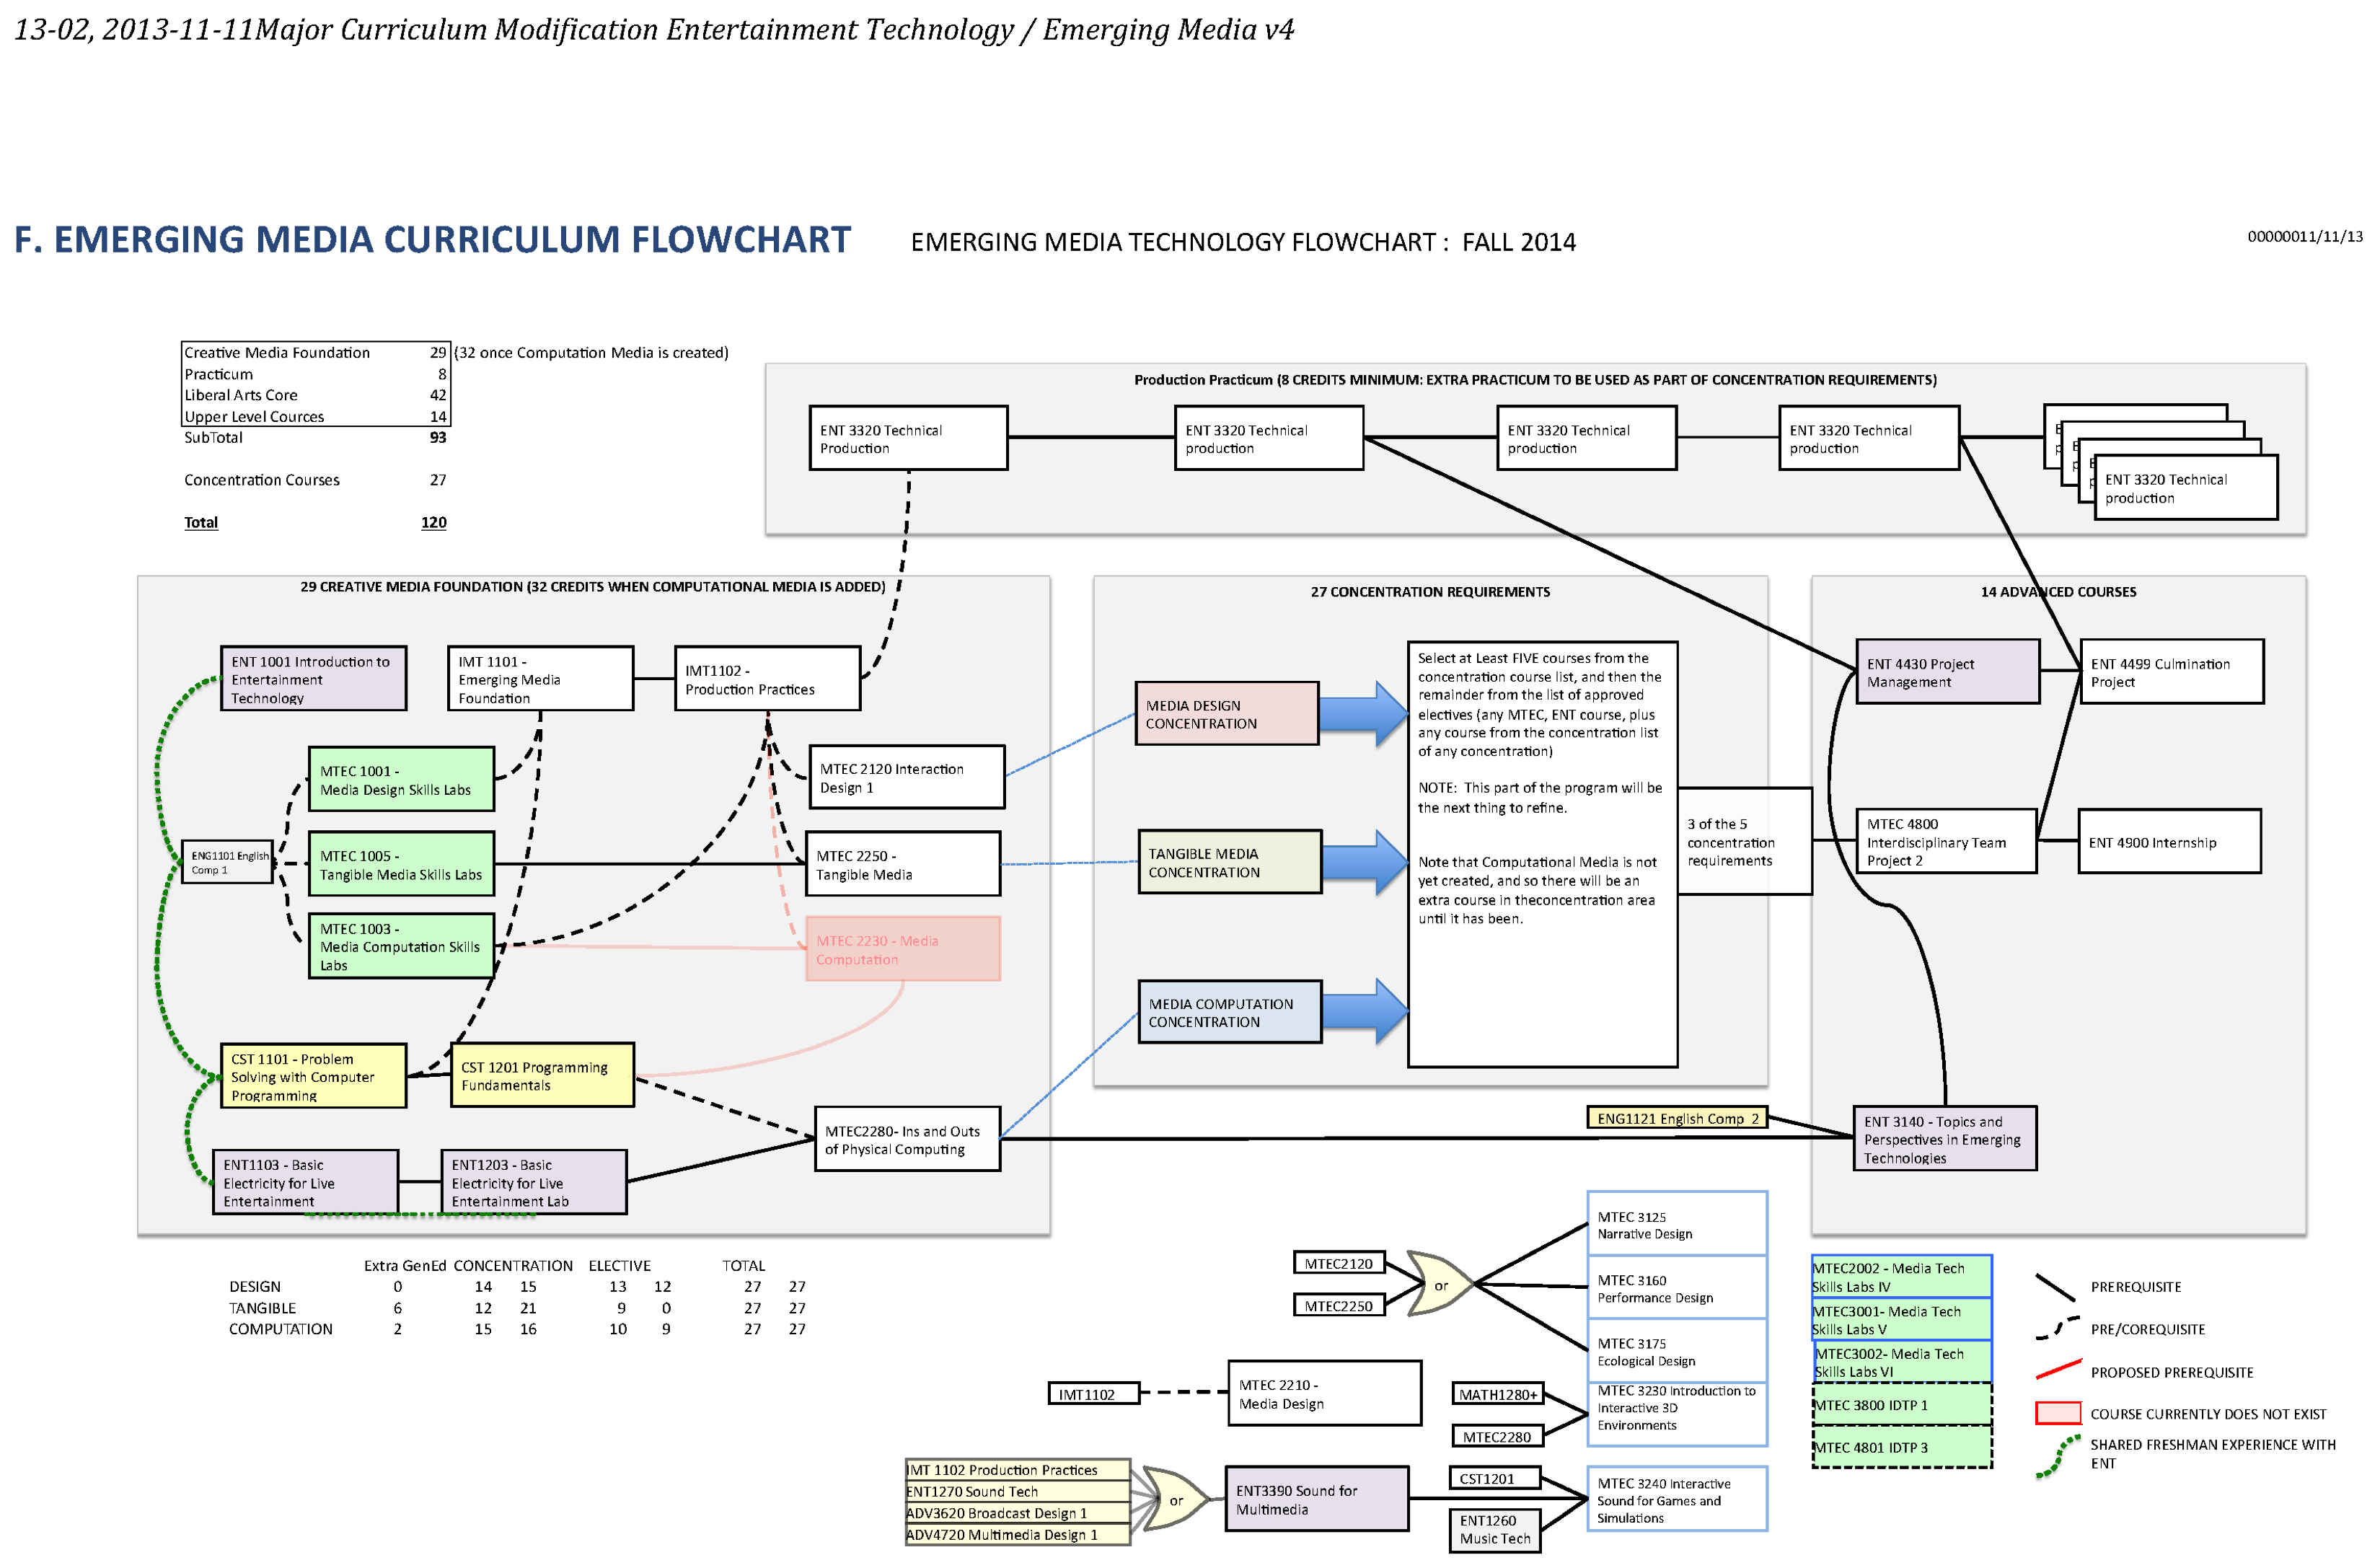 13-02, 2013-11-11Major Curriculum Modification Entertainment Technology / Emerging Media v4
F. EMERGING MEDIA CURRICULUM FLOWCHART
EMERGING MEDIA TECHNOLOGY FLOWCHART : FALL 2014
00000011/11/13
Creative Media Foundation 29 (32 once Computation Media is created)
Practicum 8
Liberal Arts Core 42
Upper Level Cources 14
SubTotal 93
Concentration Courses 27
Total 120
Production Practicum (8 CREDITS MINIMUM: EXTRA PRACTICUM TO BE USED AS PART OF CONCENTRATION REQUIREMENTS)
ENT 3320 Technical
Production
ENT 3320 Technical
production
ENT 3320 Technical
production
ENT 3320 Technical
production
E
p
E
p
E
p
ENT 3320 Technical
production
29 CREATIVE MEDIA FOUNDATION (32 CREDITS WHEN COMPUTATIONAL MEDIA IS ADDED)
ENT 1001 Introduction to
Entertainment
Technology
IMT 1101 -
Emerging Media
Foundation
IMT1102 -
Production Practices
MTEC 1001 -
Media Design Skills Labs
MTEC 2120 Interaction
Design 1
ENG1101 English
Comp 1
MTEC 1005 -
Tangible Media Skills Labs
MTEC 2250 -
Tangible Media
MTEC 1003 -
Media Computation Skills
Labs
MTEC 2230 - Media
Computation
CST 1101 - Problem
Solving with Computer
Programming
CST 1201 Programming
Fundamentals
MTEC2280- Ins and Outs
of Physical Computing
ENT1103 - Basic
Electricity for Live
Entertainment
ENT1203 - Basic
Electricity for Live
Entertainment Lab
27 CONCENTRATION REQUIREMENTS
MEDIA DESIGN
CONCENTRATION
TANGIBLE MEDIA
CONCENTRATION
MEDIA COMPUTATION
CONCENTRATION
Select at Least FIVE courses from the
concentration course list, and then the
remainder from the list of approved
electives (any MTEC, ENT course, plus
any course from the concentration list
of any concentration)
NOTE: This part of the program will be
the next thing to refine.
Note that Computational Media is not
yet created, and so there will be an
extra course in theconcentration area
until it has been.
3 of the 5
concentration
requirements
14 ADVANCED COURSES
ENT 4430 Project
Management
ENT 4499 Culmination
Project
MTEC 4800
Interdisciplinary Team
Project 2
ENT 4900 Internship
ENG1121 English Comp 2
ENT 3140 - Topics and
Perspectives in Emerging
Technologies
Extra GenEd CONCENTRATION ELECTIVE TOTAL
DESIGN 0 14 15 13 12 27 27
TANGIBLE 6 12 21 9 0 27 27
COMPUTATION 2 15 16 10 9 27 27
MTEC2120
MTEC2250
or
MTEC 3125
Narrative Design
MTEC 3160
Performance Design
MTEC 3175
Ecological Design
IMT1102
MTEC 2210 -
Media Design
MATH1280+
MTEC2280
MTEC 3230 Introduction to
Interactive 3D
Environments
IMT 1102 Production Practices
ENT1270 Sound Tech
ADV3620 Broadcast Design 1
ADV4720 Multimedia Design 1
or
ENT3390 Sound for
Multimedia
CST1201
ENT1260
Music Tech
MTEC 3240 Interactive
Sound for Games and
Simulations
MTEC2002 - Media Tech
Skills Labs IV
MTEC3001- Media Tech
Skills Labs V
MTEC3002- Media Tech
Skills Labs VI
MTEC 3800 IDTP 1
MTEC 4801 IDTP 3
PREREQUISITE
PRE/COREQUISITE
PROPOSED PREREQUISITE
COURSE CURRENTLY DOES NOT EXIST
SHARED FRESHMAN EXPERIENCE WITH
ENT